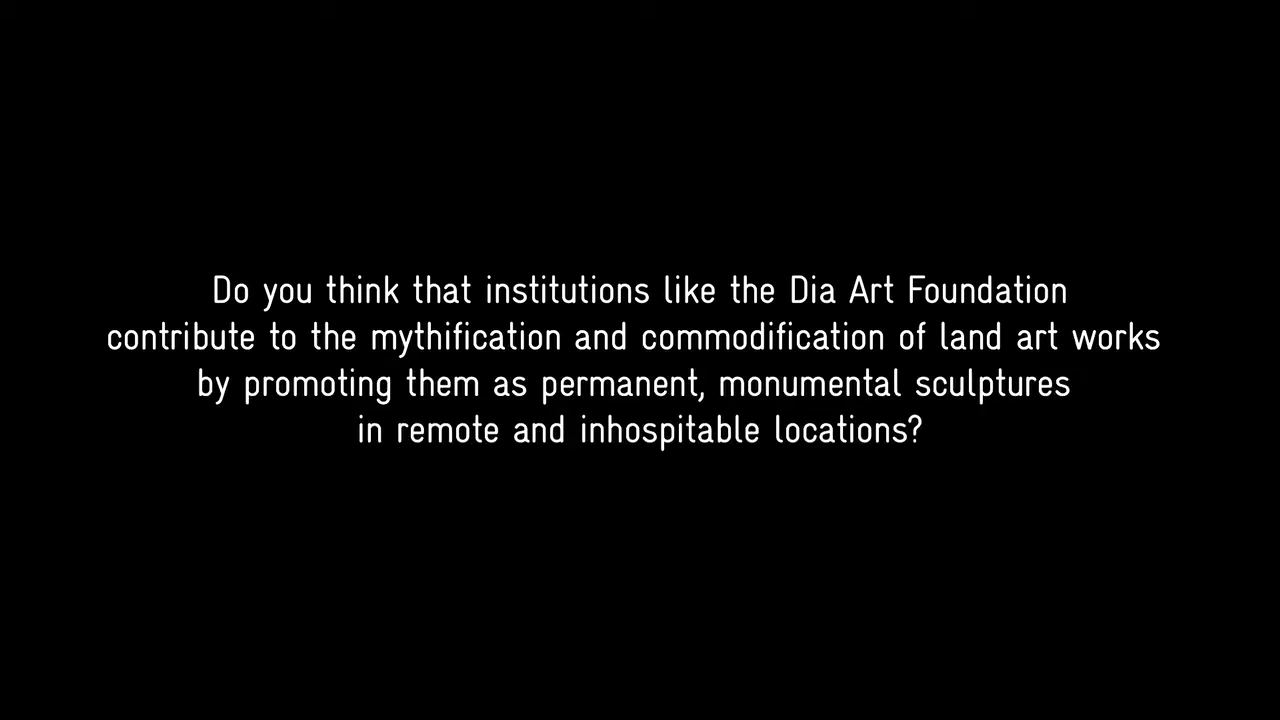 Do you think that institutions like the Dia Art Foundation
contribute to the mythification and commodification of land art works
by promoting them as permanent, monumental sculptures
in remote and inhospitable locations?